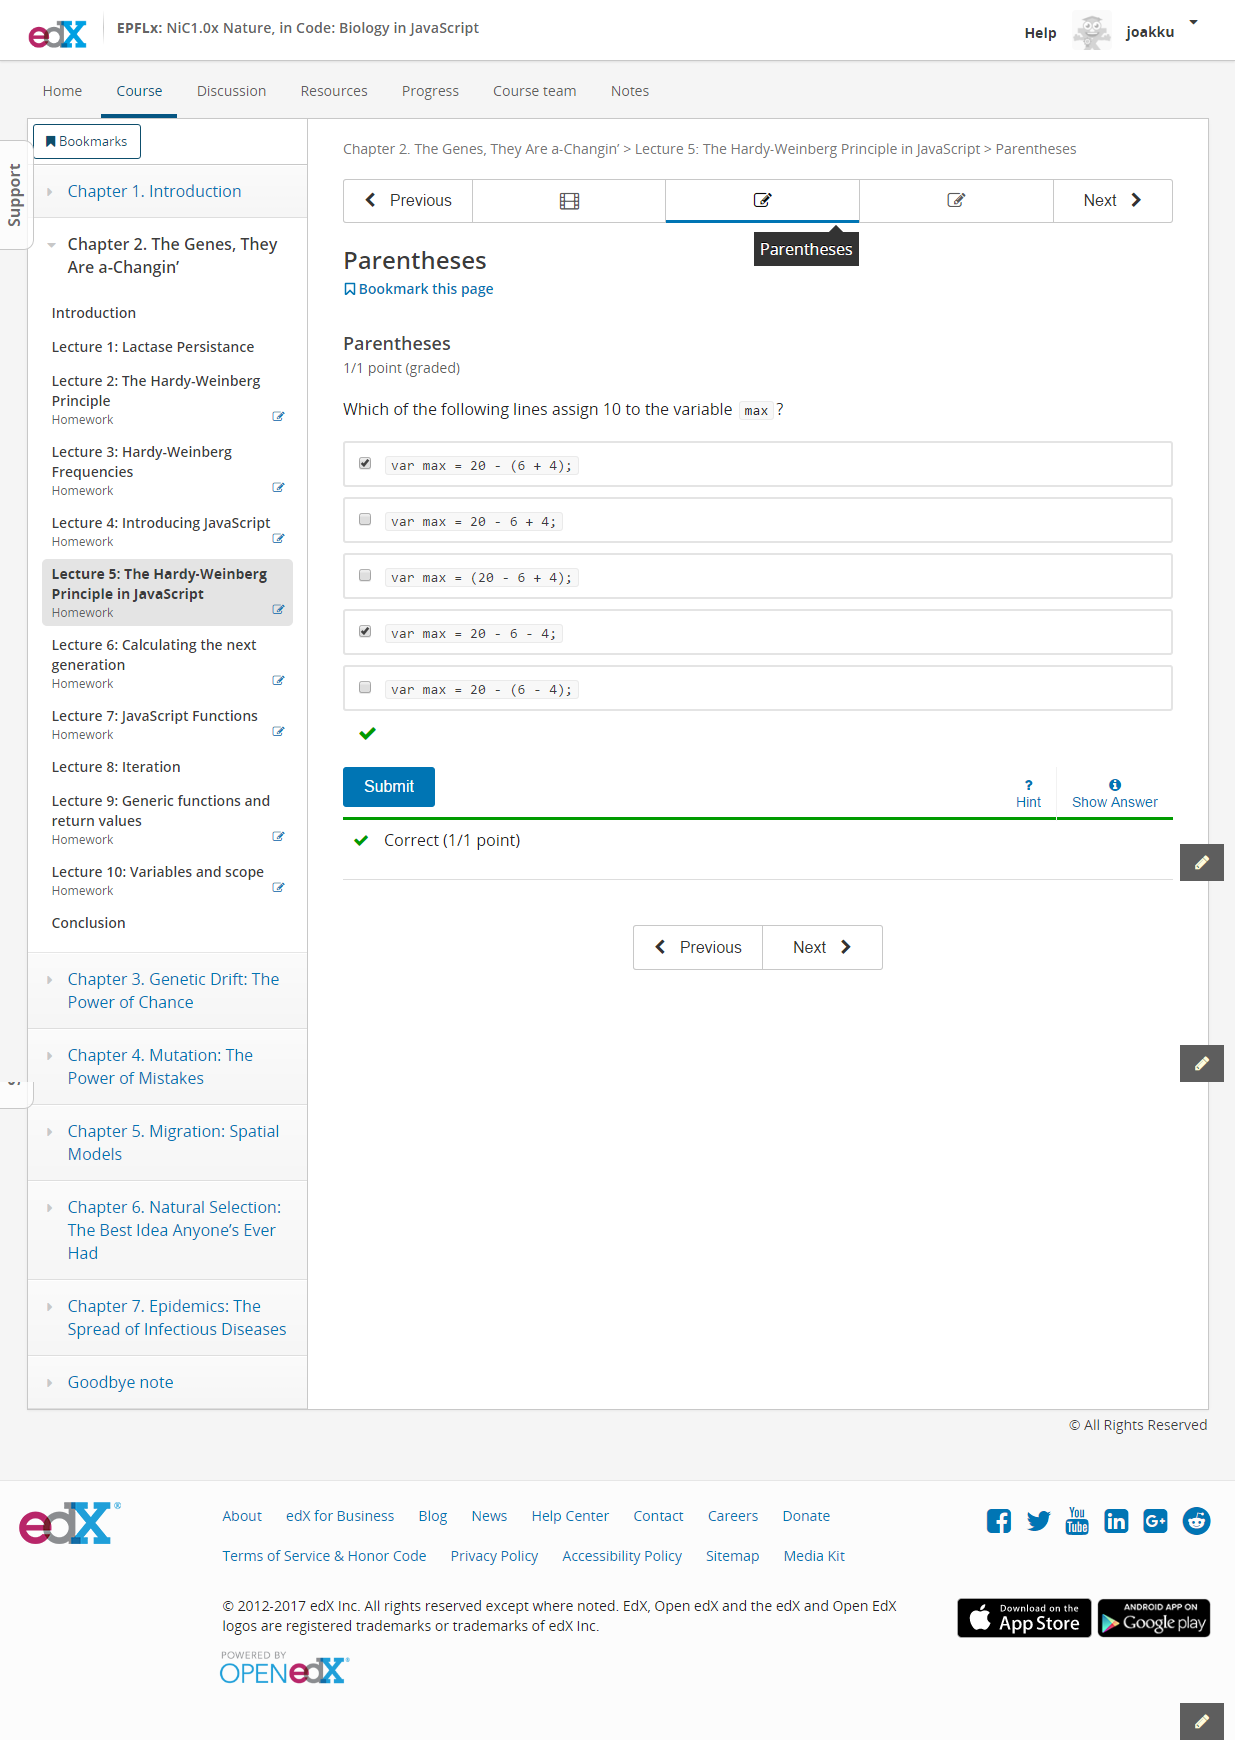 edX
EPFLx: NiC1.0x Nature, in Code: Biology in JavaScript
Help
joakku
Home Course Discussion Resources Progress Course team Notes
Support
Bookmarks
Chapter 1. Introduction
Chapter 2. The Genes, They
Are a-Changin’
Introduction
Lecture 1: Lactase Persistance
Lecture 2: The Hardy-Weinberg
Principle
Homework
Lecture 3: Hardy-Weinberg
Frequencies
Homework
Lecture 4: Introducing JavaScript
Homework
Lecture 5: The Hardy-Weinberg
Principle in JavaScript
Homework
Lecture 6: Calculating the next
generation
Homework
Lecture 7: JavaScript Functions
Homework
Lecture 8: Iteration
Lecture 9: Generic functions and
return values
Homework
Lecture 10: Variables and scope
Homework
Conclusion
Chapter 3. Genetic Drift: The
Power of Chance
Chapter 4. Mutation: The
Power of Mistakes
Chapter 5. Migration: Spatial
Models
Chapter 6. Natural Selection:
The Best Idea Anyone’s Ever
Had
Chapter 7. Epidemics: The
Spread of Infectious Diseases
Goodbye note
Chapter 2. The Genes, They Are a-Changin’ > Lecture 5: The Hardy-Weinberg Principle in JavaScript > Parentheses
Previous
Next
Parentheses
Parentheses
Bookmark this page
Parentheses
1/1 point (graded)
Which of the following lines assign 10 to the variable max ?
var max = 20 - (6 + 4);
var max = 20 - 6 + 4;
var max = (20 - 6 + 4);
var max = 20 - 6 - 4;
var max = 20 - (6 - 4);
Submit
? Hint
Show Answer
Correct (1/1 point)
Previous Next
© All Rights Reserved
edX®
About edX for Business Blog News Help Center Contact Careers Donate
Terms of Service & Honor Code Privacy Policy Accessibility Policy Sitemap Media Kit
© 2012-2017 edX Inc. All rights reserved except where noted. EdX, Open edX and the edX and Open EdX
logos are registered trademarks or trademarks of edX Inc.
POWERED BY
OPEN edX®
You
Tube
in
G+
Download on the
App Store
ANDROID APP ON
Google play